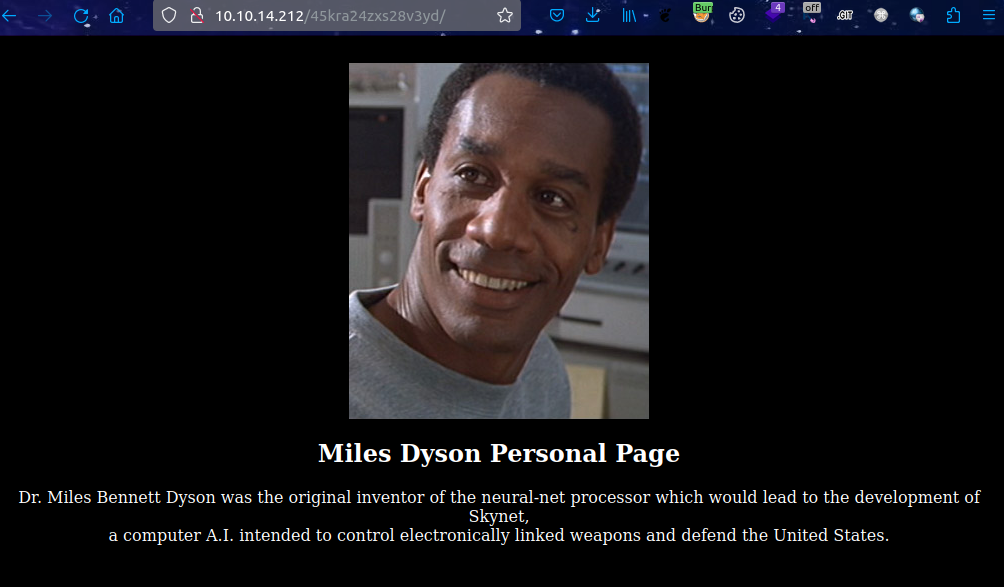 10.10.14.212/45kra24zxs28v3yd/
Bur
4
off
.GIT
Miles Dyson Personal Page
Dr. Miles Bennett Dyson was the original inventor of the neural-net processor which would lead to the development of
Skynet,
a computer A.I. intended to control electronically linked weapons and defend the United States.